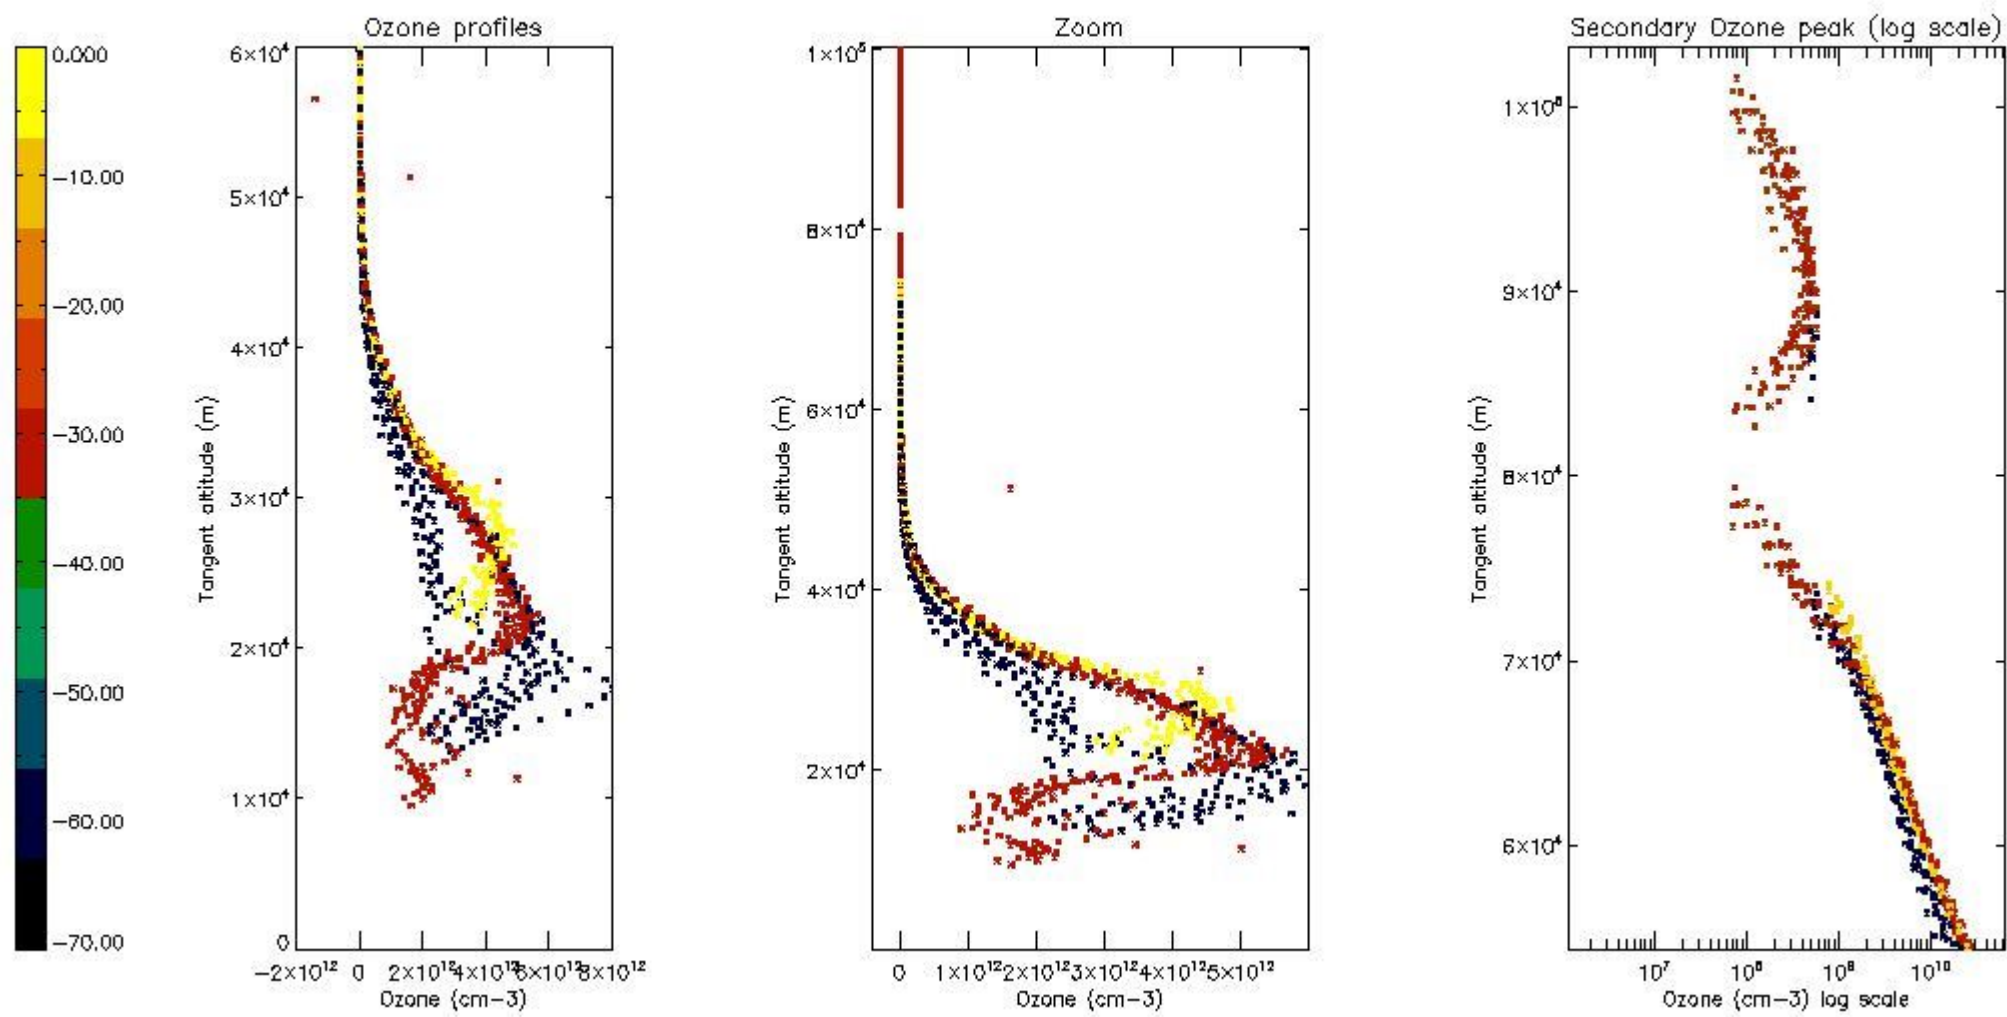 Ozone profiles
Zoom
Secondary Ozone peak (log scale)
0.000
-10.00
-20.00
-30.00
-40.00
-50.00
-60.00
-70.00
6×10⁴
5×10⁴
4×10⁴
3×10⁴
2×10⁴
1×10⁴
0
Tangent altitude (m)
-2×10¹² 0 2×10¹² 4×10¹² 6×10¹² 8×10¹²
Ozone (cm-3)
1×10⁵
8×10⁴
6×10⁴
4×10⁴
2×10⁴
Tangent altitude (m)
0 1×10¹² 2×10¹² 3×10¹² 4×10¹² 5×10¹²
Ozone (cm-3)
1×10⁵
9×10⁴
8×10⁴
7×10⁴
6×10⁴
Tangent altitude (m)
10⁷ 10⁸ 10⁹ 10¹⁰
Ozone (cm-3) log scale